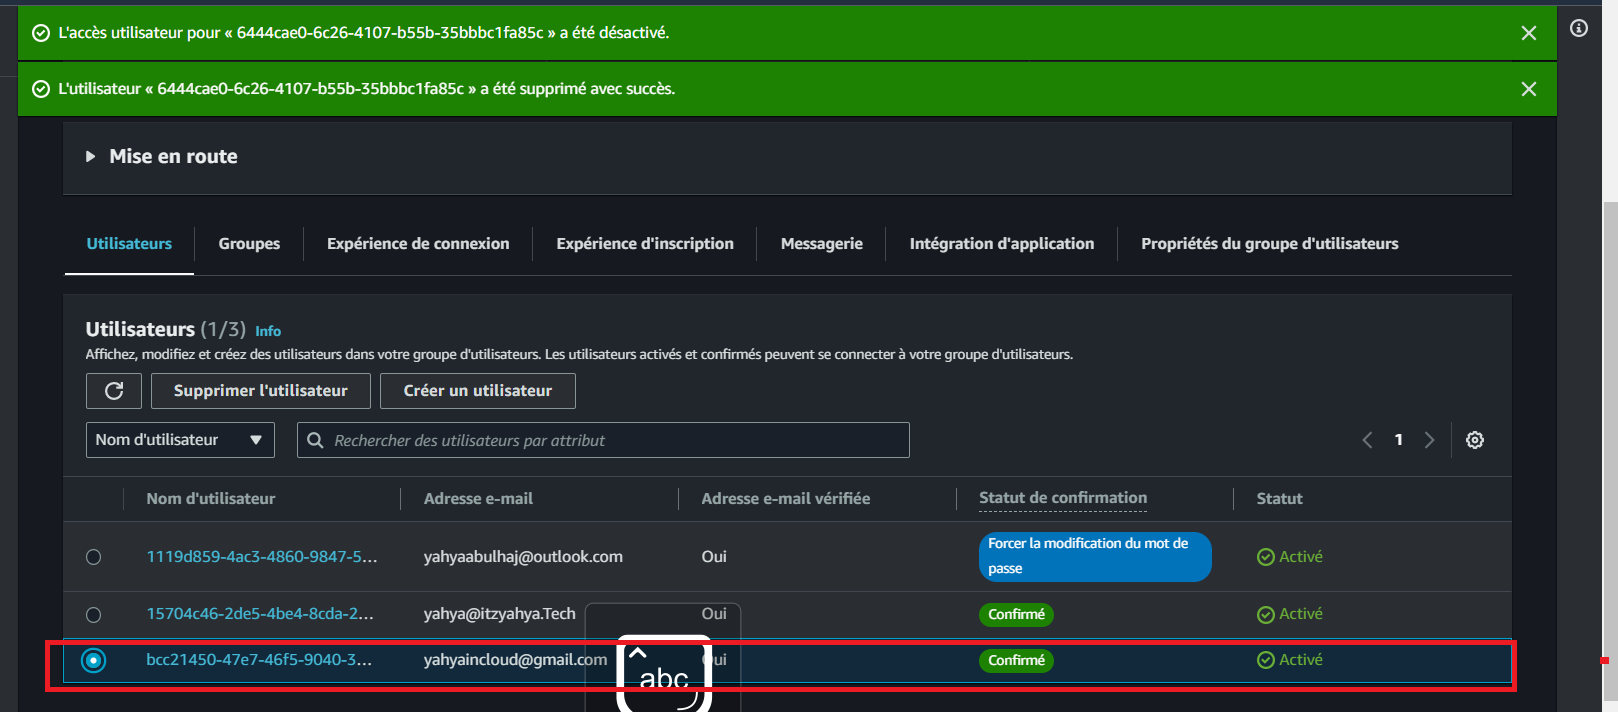 L'accès utilisateur pour « 6444cae0-6c26-4107-b55b-35bbbc1fa85c » a été désactivé.
L'utilisateur « 6444cae0-6c26-4107-b55b-35bbbc1fa85c » a été supprimé avec succès.
Mise en route
Utilisateurs Groupes Expérience de connexion Expérience d'inscription Messagerie Intégration d'application Propriétés du groupe d'utilisateurs
Utilisateurs (1/3) Info
Affichez, modifiez et créez des utilisateurs dans votre groupe d'utilisateurs. Les utilisateurs activés et confirmés peuvent se connecter à votre groupe d'utilisateurs.
Supprimer l'utilisateur Créer un utilisateur
Nom d'utilisateur Rechercher des utilisateurs par attribut 1
Nom d'utilisateur Adresse e-mail Adresse e-mail vérifiée Statut de confirmation Statut
1119d859-4ac3-4860-9847-5... yahyaabulhaj@outlook.com Oui Forcer la modification du mot de
passe Activé
15704c46-2de5-4be4-8cda-2... yahya@itzyahya.Tech Oui Confirmé Activé
bcc21450-47e7-46f5-9040-3... yahyaincloud@gmail.com Oui Confirmé Activé
abc